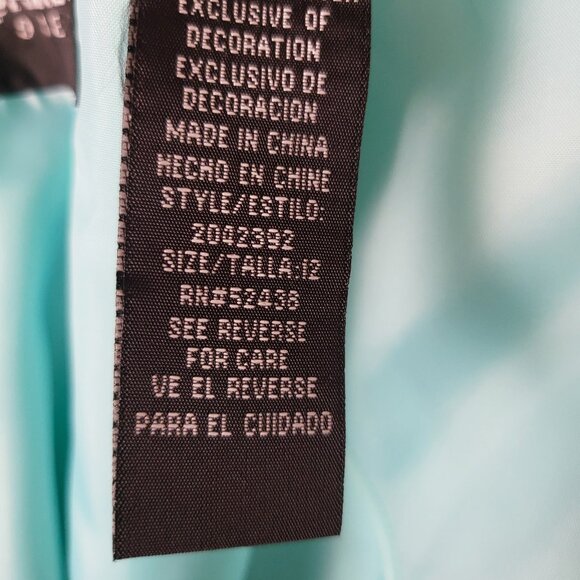 EXCLUSIVE OF
DECORATION
EXCLUSIVO DE
DECORACION
MADE IN CHINA
HECHO EN CHINE
STYLE/ESTILO:
2042392
SIZE/TALLA:12
RN#52438
SEE REVERSE
FOR CARE
VE EL REVERSE
PARA EL CUIDADO